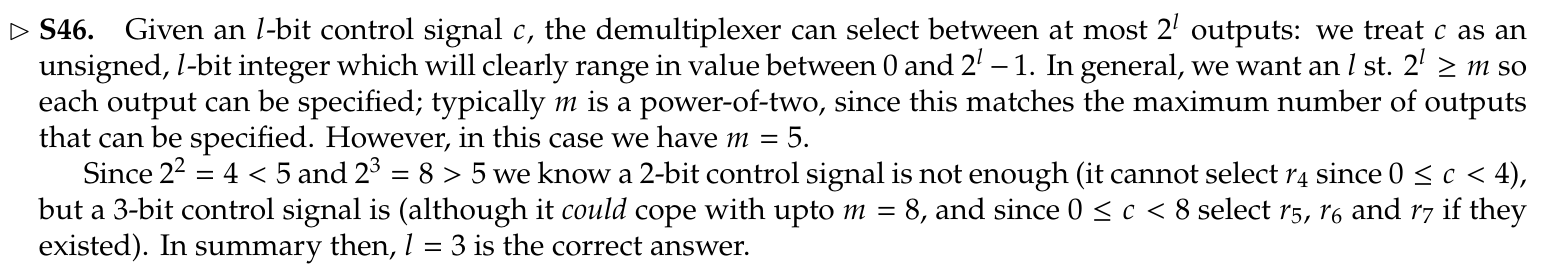 ▷ S46. Given an l-bit control signal c, the demultiplexer can select between at most 2^l outputs: we treat c as an
unsigned, l-bit integer which will clearly range in value between 0 and 2^l − 1. In general, we want an l st. 2^l ≥ m so
each output can be specified; typically m is a power-of-two, since this matches the maximum number of outputs
that can be specified. However, in this case we have m = 5.
Since 2^2 = 4 < 5 and 2^3 = 8 > 5 we know a 2-bit control signal is not enough (it cannot select r_4 since 0 ≤ c < 4),
but a 3-bit control signal is (although it could cope with upto m = 8, and since 0 ≤ c < 8 select r_5, r_6 and r_7 if they
existed). In summary then, l = 3 is the correct answer.